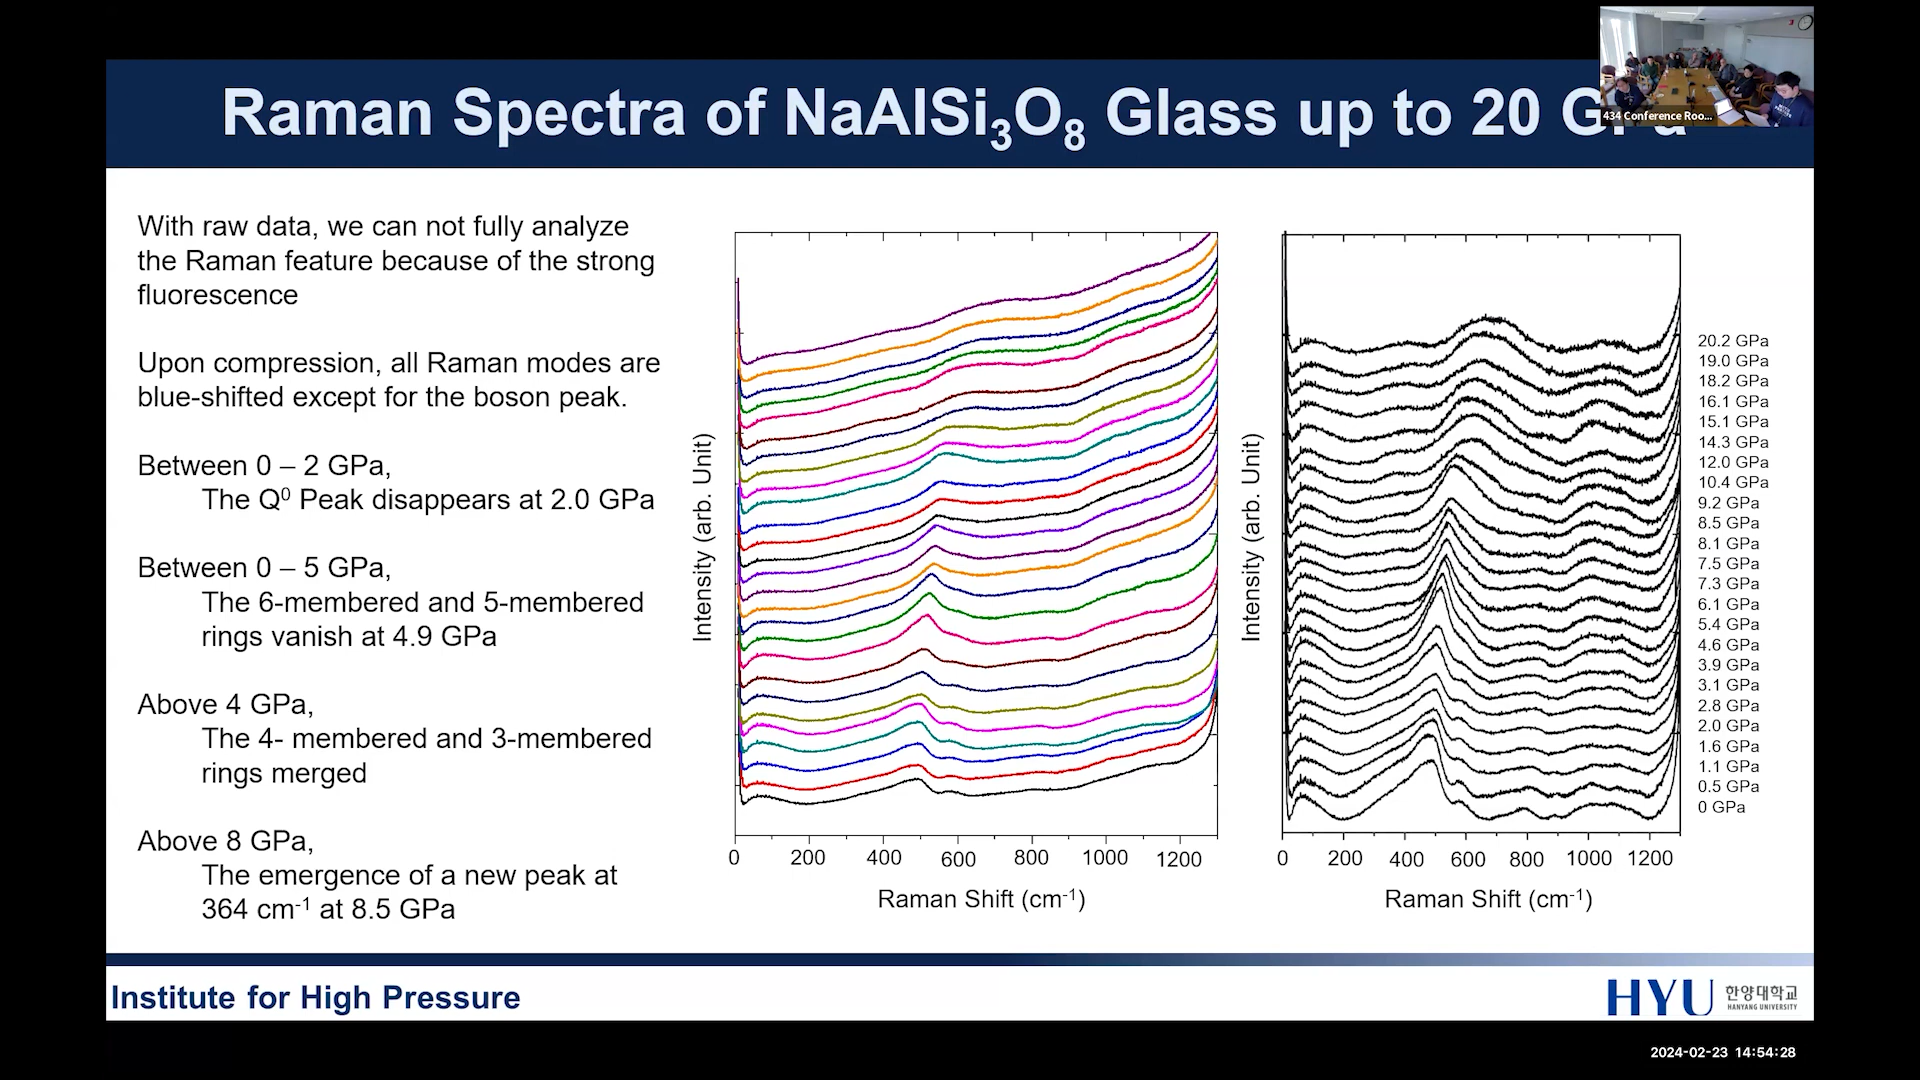 Raman Spectra of NaAlSi₃O₈ Glass up to 20 GPa
434 Conference Roo...
With raw data, we can not fully analyze
the Raman feature because of the strong
fluorescence
Upon compression, all Raman modes are
blue-shifted except for the boson peak.
Between 0 – 2 GPa,
The Q⁰ Peak disappears at 2.0 GPa
Between 0 – 5 GPa,
The 6-membered and 5-membered
rings vanish at 4.9 GPa
Above 4 GPa,
The 4- membered and 3-membered
rings merged
Above 8 GPa,
The emergence of a new peak at
364 cm⁻¹ at 8.5 GPa
Intensity (arb. Unit)
0 200 400 600 800 1000 1200
Raman Shift (cm⁻¹)
Intensity (arb. Unit)
0 200 400 600 800 1000 1200
Raman Shift (cm⁻¹)
20.2 GPa
19.0 GPa
18.2 GPa
16.1 GPa
15.1 GPa
14.3 GPa
12.0 GPa
10.4 GPa
9.2 GPa
8.5 GPa
8.1 GPa
7.5 GPa
7.3 GPa
6.1 GPa
5.4 GPa
4.6 GPa
3.9 GPa
3.1 GPa
2.8 GPa
2.0 GPa
1.6 GPa
1.1 GPa
0.5 GPa
0 GPa
Institute for High Pressure
HYU 한양대학교
HANYANG UNIVERSITY
2024-02-23 14:54:28